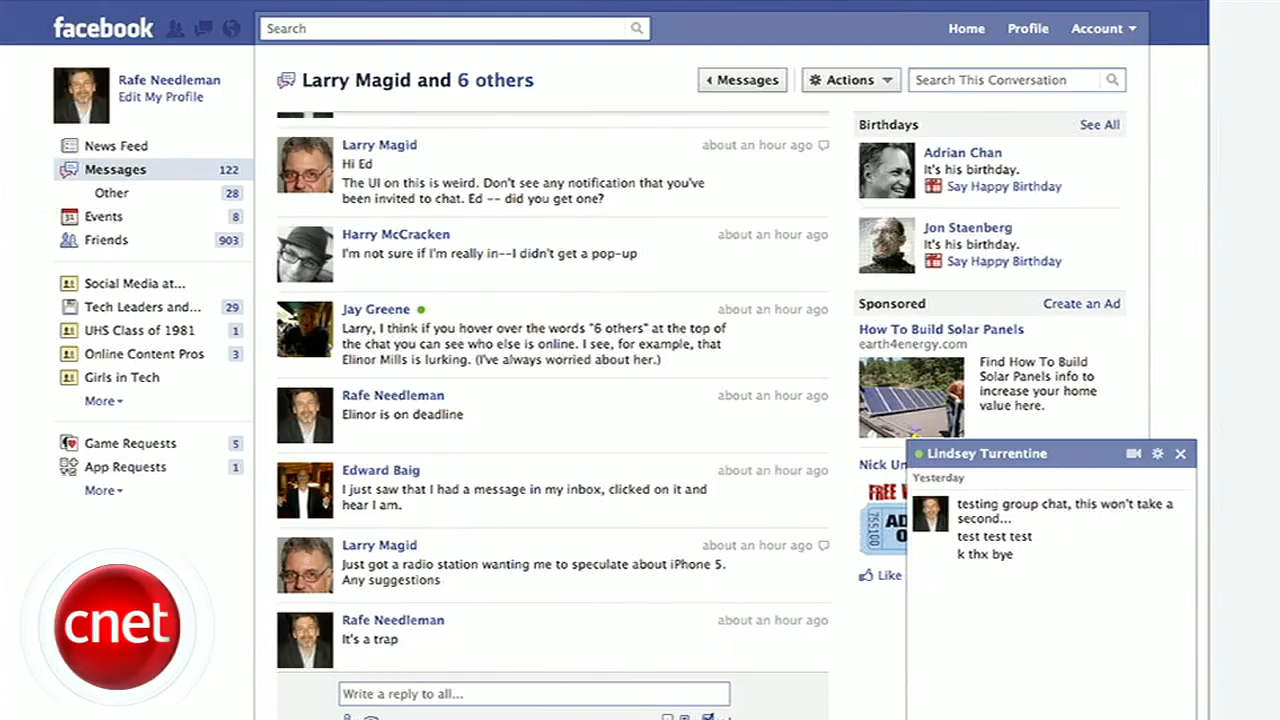 facebook
Search
Home
Profile
Account
Rafe Needleman
Edit My Profile
News Feed
Messages 122
Other 28
Events 8
Friends 903
Social Media at...
Tech Leaders and... 29
UHS Class of 1981 1
Online Content Pros 3
Girls in Tech
More
Game Requests 5
App Requests 1
More
cnet
Larry Magid and 6 others
Messages
Actions
Search This Conversation
Larry Magid about an hour ago
Hi Ed
The UI on this is weird. Don't see any notification that you've
been invited to chat. Ed -- did you get one?
Harry McCracken about an hour ago
I'm not sure if I'm really in--I didn't get a pop-up
Jay Greene about an hour ago
Larry, I think if you hover over the words "6 others" at the top of
the chat you can see who else is online. I see, for example, that
Elinor Mills is lurking. (I've always worried about her.)
Rafe Needleman about an hour ago
Elinor is on deadline
Edward Baig about an hour ago
I just saw that I had a message in my inbox, clicked on it and
hear I am.
Larry Magid about an hour ago
Just got a radio station wanting me to speculate about iPhone 5.
Any suggestions
Rafe Needleman about an hour ago
It's a trap
Write a reply to all...
Birthdays See All
Adrian Chan
It's his birthday.
Say Happy Birthday
Jon Staenberg
It's his birthday.
Say Happy Birthday
Sponsored Create an Ad
How To Build Solar Panels
earth4energy.com
Find How To Build
Solar Panels info to
increase your home
value here.
Nick Un
FREE
AD
755100
Like
Lindsey Turrentine
Yesterday
testing group chat, this won't take a
second...
test test test
k thx bye